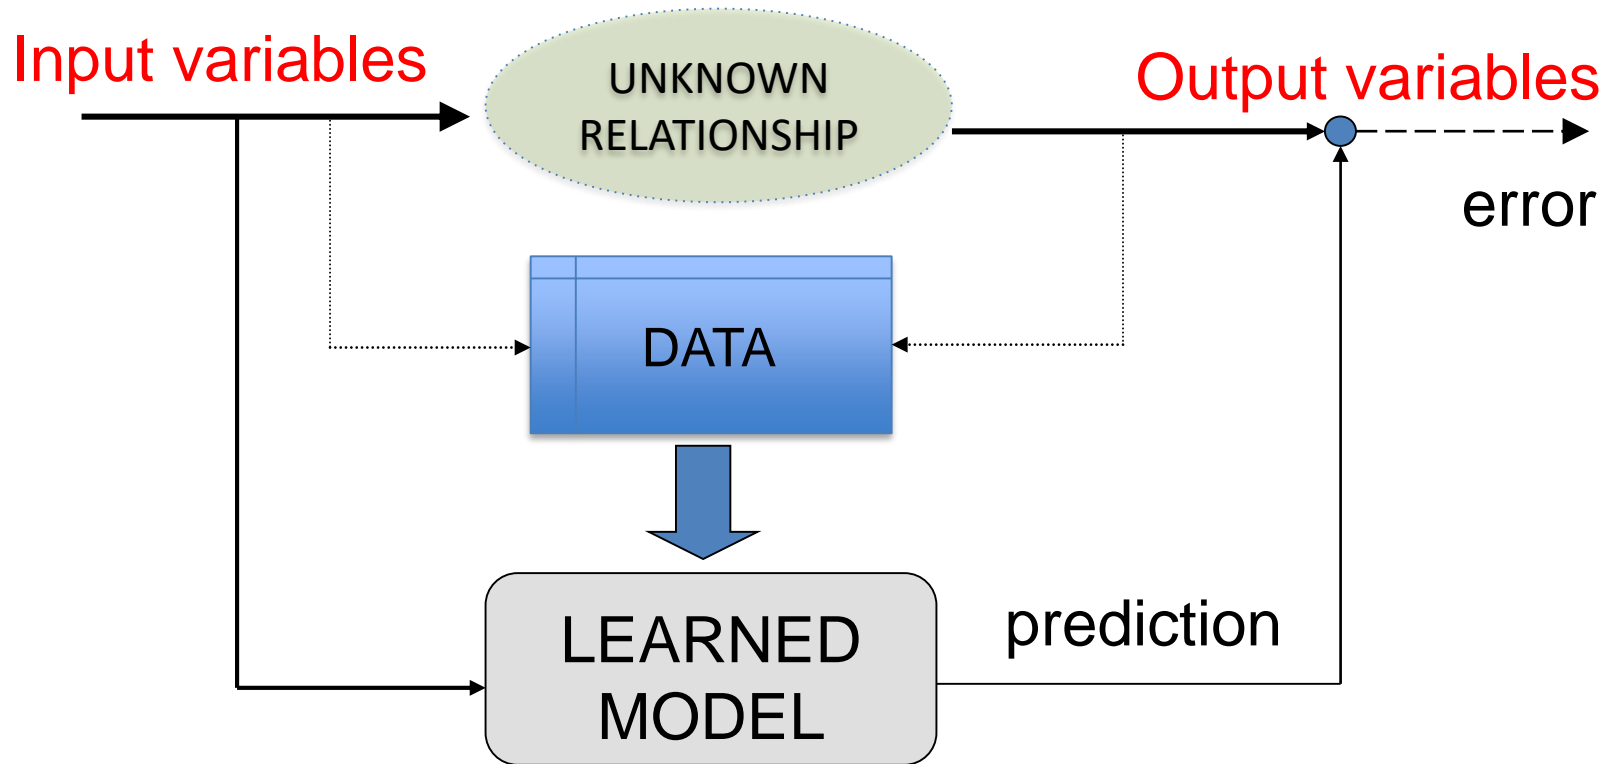 Input variables
UNKNOWN
RELATIONSHIP
Output variables
error
DATA
LEARNED
MODEL
prediction